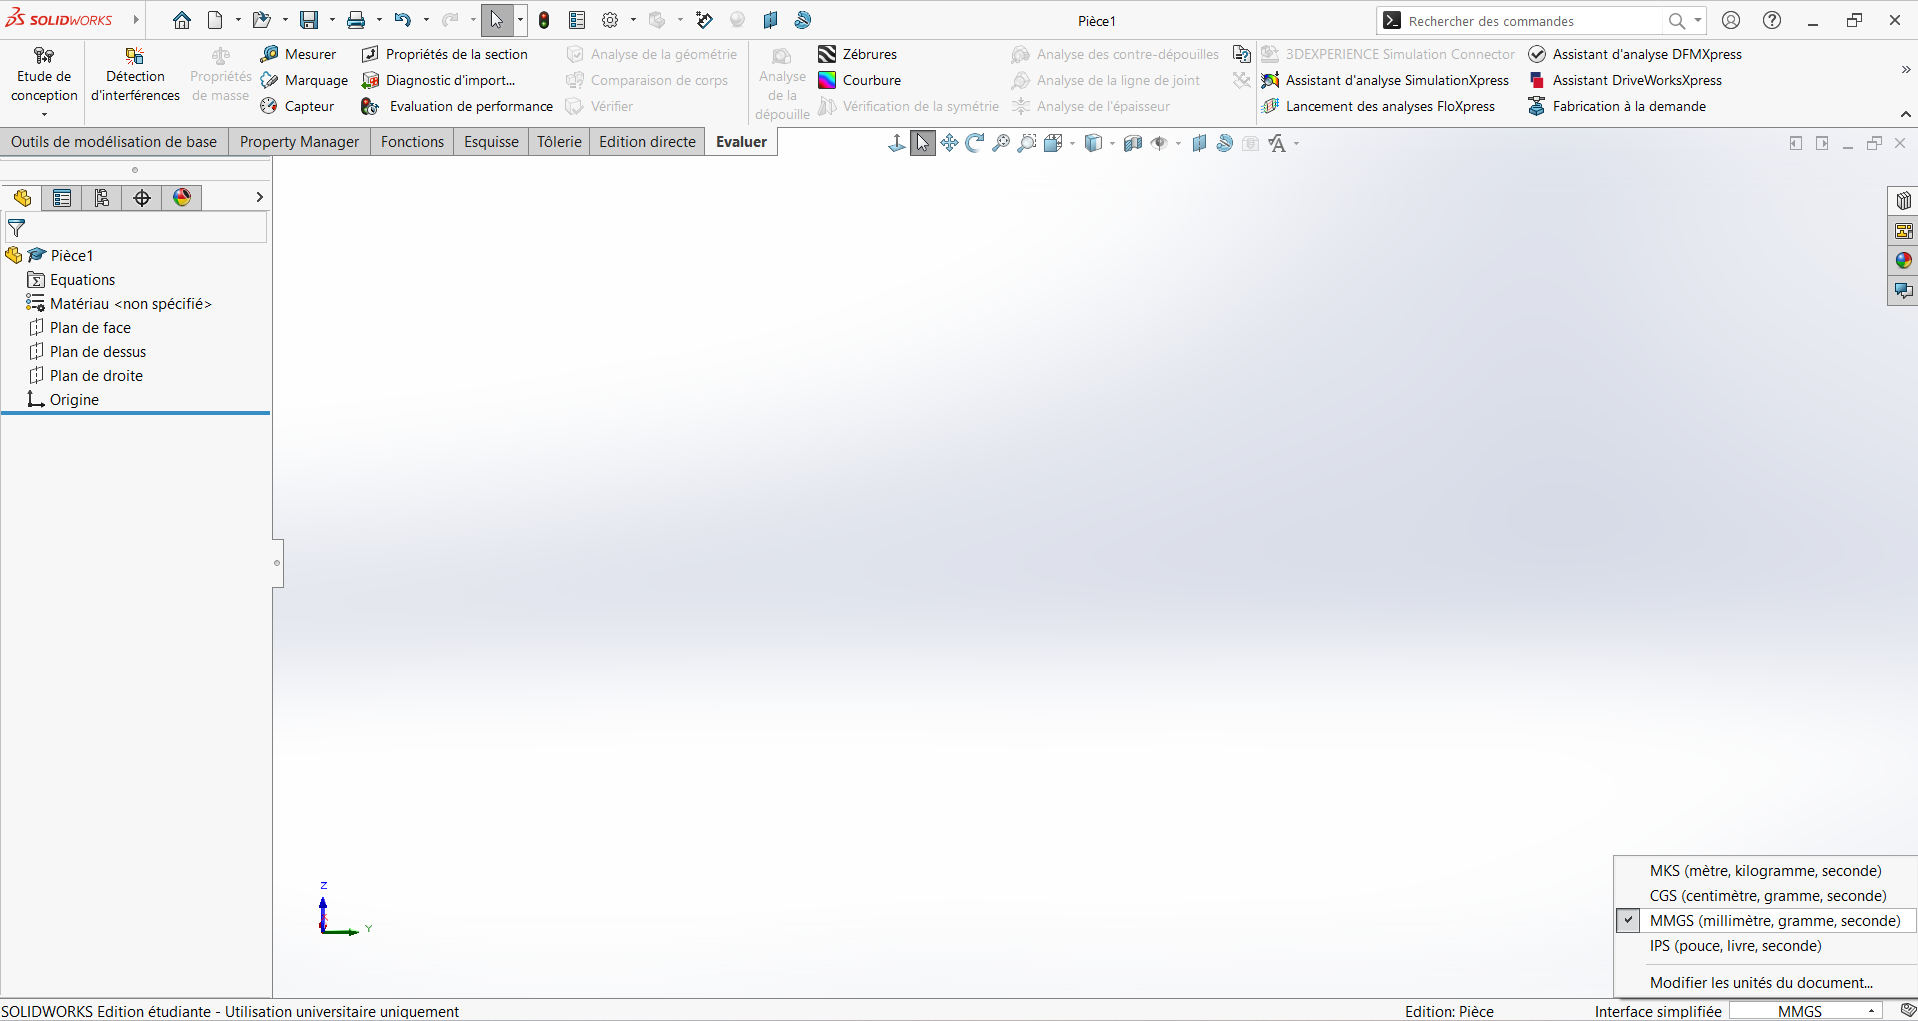 SOLIDWORKS
Pièce1
Rechercher des commandes
Etude de conception
Détection d'interférences
Propriétés de masse
Mesurer
Marquage
Capteur
Propriétés de la section
Diagnostic d'import...
Evaluation de performance
Analyse de la géométrie
Comparaison de corps
Vérifier
Analyse de la dépouille
Zébrures
Courbure
Vérification de la symétrie
Analyse des contre-dépouilles
Analyse de la ligne de joint
Analyse de l'épaisseur
3DEXPERIENCE Simulation Connector
Assistant d'analyse SimulationXpress
Lancement des analyses FloXpress
Assistant d'analyse DFMXpress
Assistant DriveWorksXpress
Fabrication à la demande
Outils de modélisation de base
Property Manager
Fonctions
Esquisse
Tôlerie
Edition directe
Evaluer
Pièce1
Equations
Matériau <non spécifié>
Plan de face
Plan de dessus
Plan de droite
Origine
Z
Y
MKS (mètre, kilogramme, seconde)
CGS (centimètre, gramme, seconde)
MMGS (millimètre, gramme, seconde)
IPS (pouce, livre, seconde)
Modifier les unités du document...
SOLIDWORKS Edition étudiante - Utilisation universitaire uniquement
Edition: Pièce
Interface simplifiée
MMGS